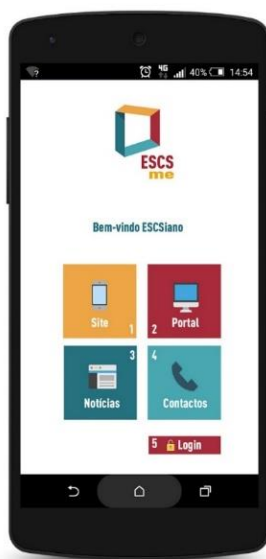 4G 40% 14:54
ESCS
me
Bem-vindo ESCSiano
Site 1
2 Portal
3 Notícias
4 Contactos
5 Login